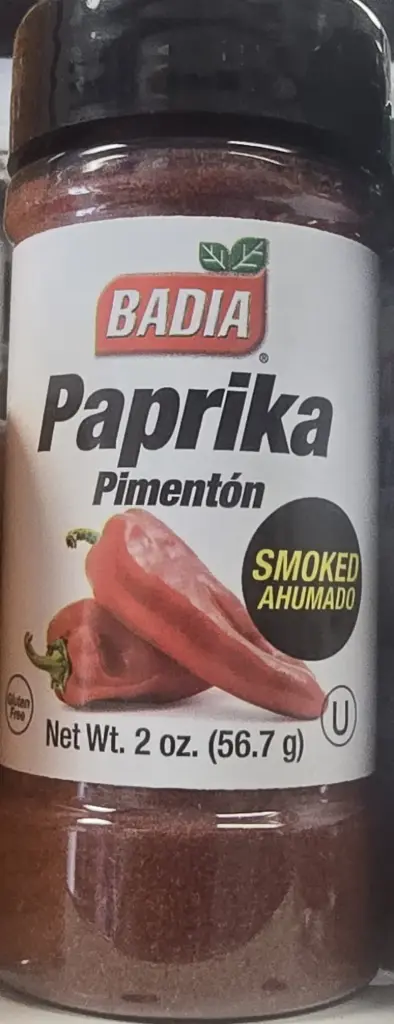 BADIA
®
Paprika
Pimentón
SMOKED
AHUMADO
Gluten
Free
U
Net Wt. 2 oz. (56.7 g)